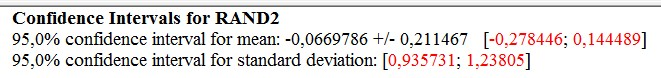 Confidence Intervals for RAND2
95,0% confidence interval for mean: -0,0669786 +/- 0,211467 [-0,278446; 0,144489]
95,0% confidence interval for standard deviation: [0,935731; 1,23805]